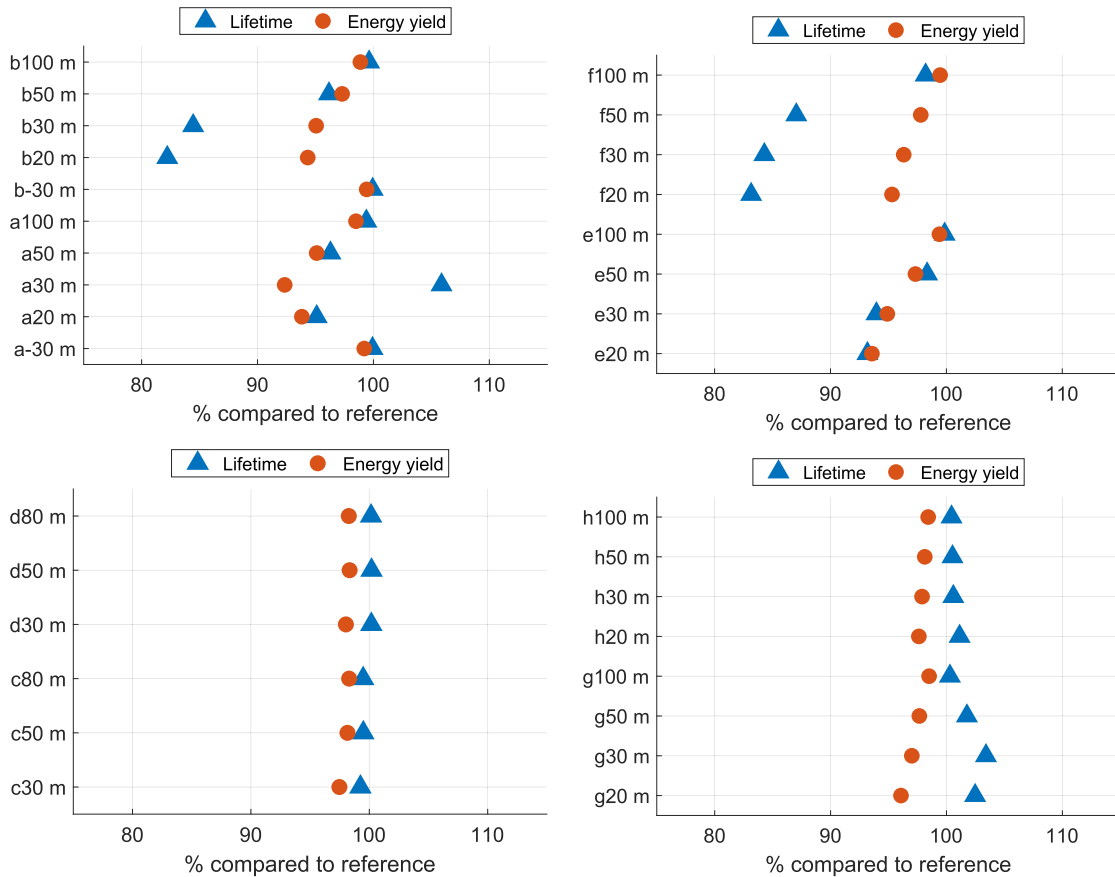 Lifetime Energy yield
b100 m
b50 m
b30 m
b20 m
b-30 m
a100 m
a50 m
a30 m
a20 m
a-30 m
80 90 100 110
% compared to reference
Lifetime Energy yield
f100 m
f50 m
f30 m
f20 m
e100 m
e50 m
e30 m
e20 m
80 90 100 110
% compared to reference
Lifetime Energy yield
d80 m
d50 m
d30 m
c80 m
c50 m
c30 m
80 90 100 110
% compared to reference
Lifetime Energy yield
h100 m
h50 m
h30 m
h20 m
g100 m
g50 m
g30 m
g20 m
80 90 100 110
% compared to reference